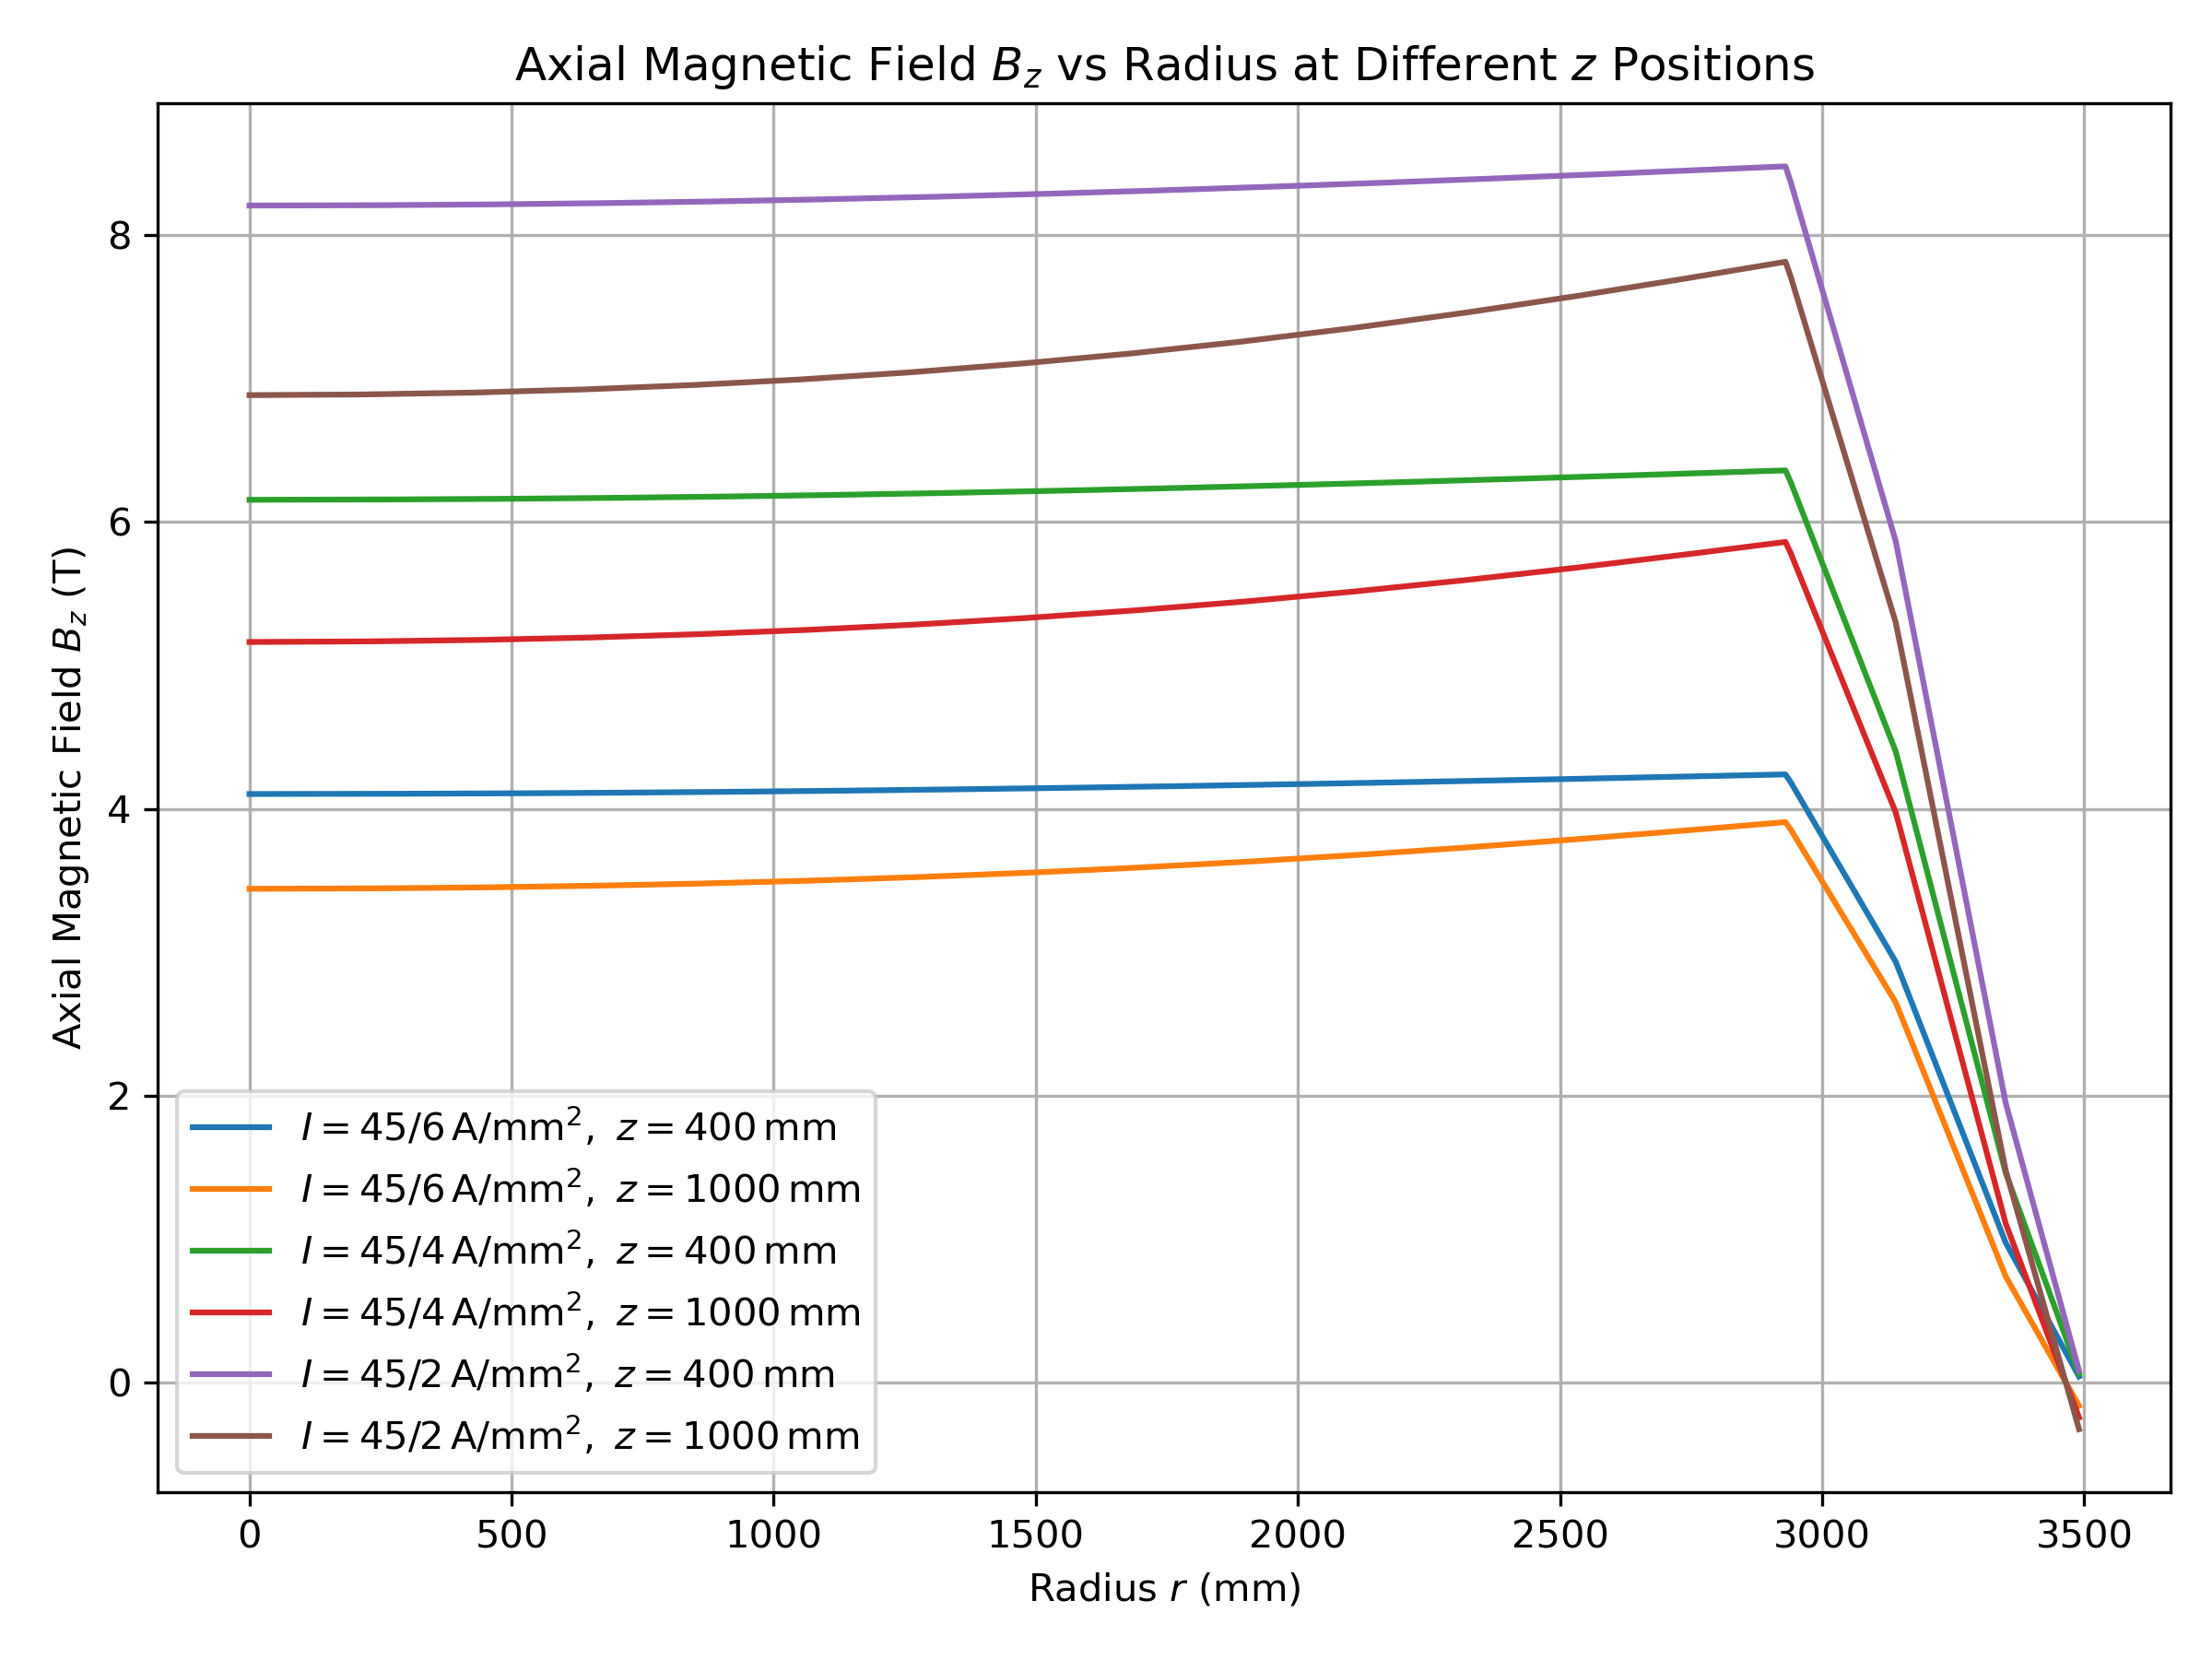 Axial Magnetic Field B_z vs Radius at Different z Positions
Axial Magnetic Field B_z (T)
8
6
4
2
0
I = 45/6 A/mm², z = 400 mm
I = 45/6 A/mm², z = 1000 mm
I = 45/4 A/mm², z = 400 mm
I = 45/4 A/mm², z = 1000 mm
I = 45/2 A/mm², z = 400 mm
I = 45/2 A/mm², z = 1000 mm
0 500 1000 1500 2000 2500 3000 3500
Radius r (mm)